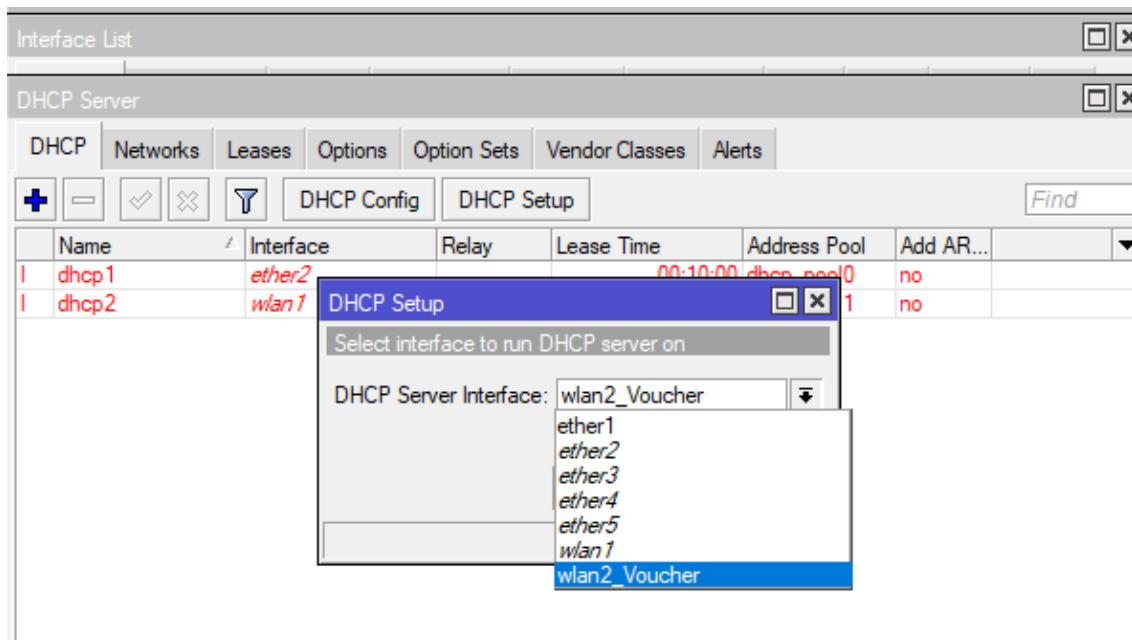 Interface List
DHCP Server
DHCP Networks Leases Options Option Sets Vendor Classes Alerts
DHCP Config DHCP Setup Find
Name Interface Relay Lease Time Address Pool Add AR...
I dhcp1 ether2 00:10:00 dhcp_pool0 no
I dhcp2 wlan1 1 no
DHCP Setup
Select interface to run DHCP server on
DHCP Server Interface: wlan2_Voucher
ether1
ether2
ether3
ether4
ether5
wlan1
wlan2_Voucher